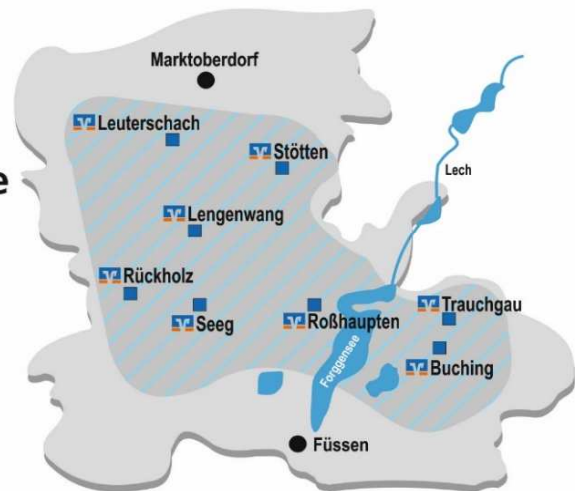 Marktoberdorf
Leuterschach
Stötten
Lech
e
Lengenwang
Rückholz
Trauchgau
Seeg
Roßhaupten
Forggensee
Buching
Füssen